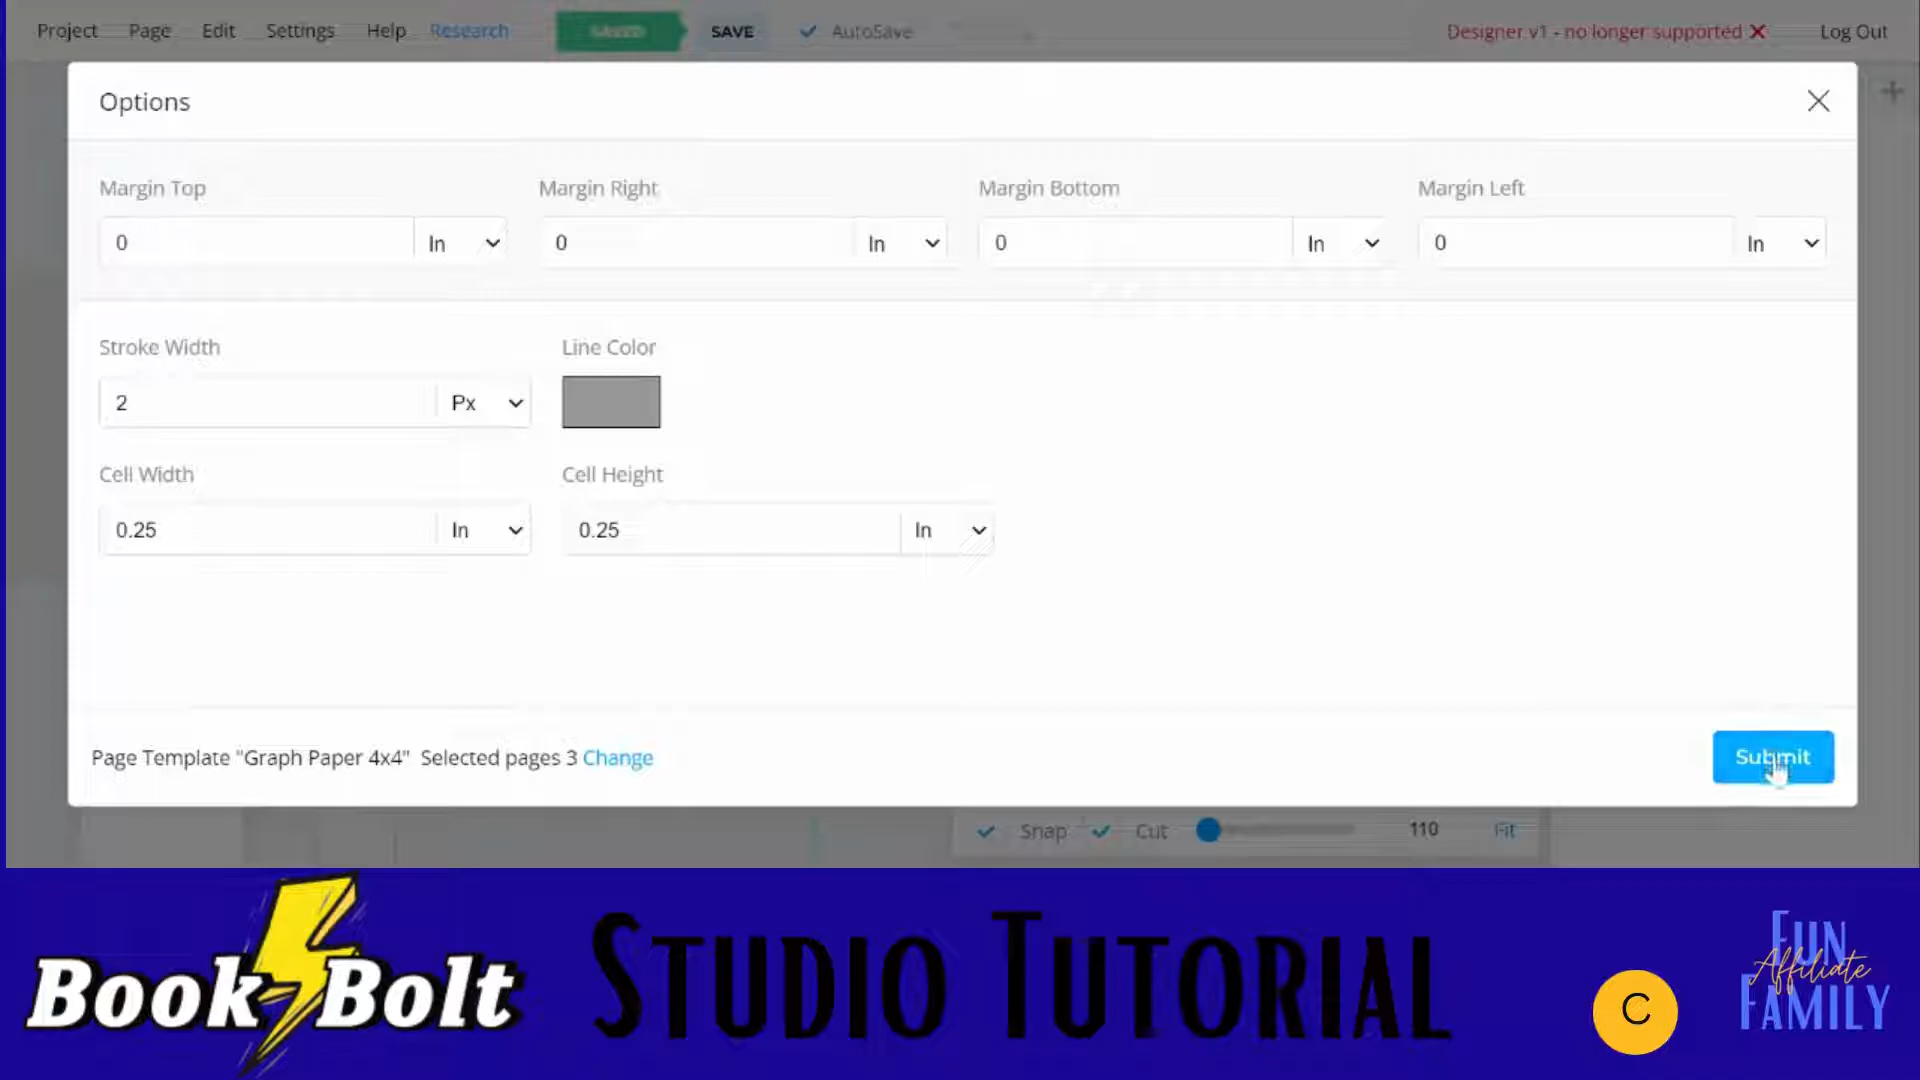 Project Page Edit Settings Help Research SAVED SAVE AutoSave Designer v1 - no longer supported Log Out
Options
Margin Top Margin Right Margin Bottom Margin Left
0 In 0 In 0 In 0 In
Stroke Width Line Color
2 Px
Cell Width Cell Height
0.25 In 0.25 In
Page Template "Graph Paper 4x4" Selected pages 3 Change Submit
Snap Cut 110 Fit
Book Bolt Studio Tutorial C Fun Affiliate Family